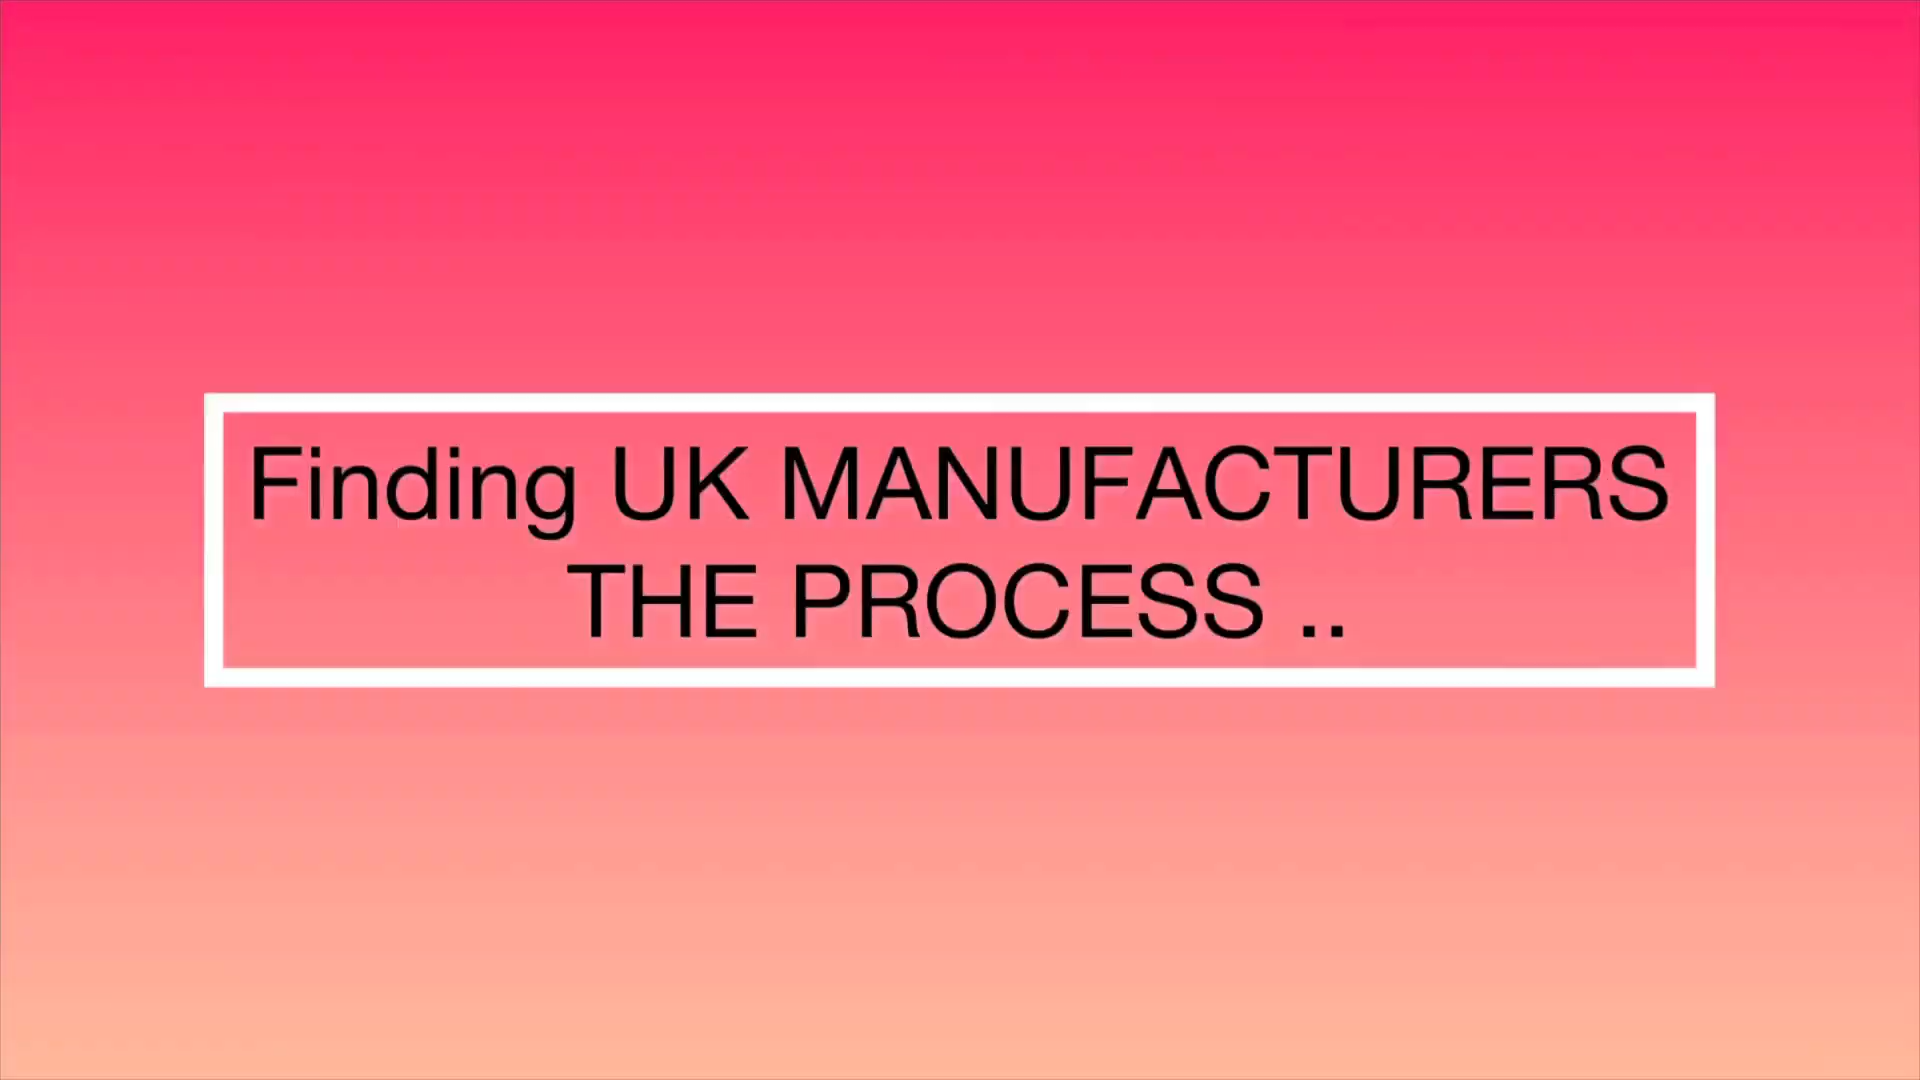 Finding UK MANUFACTURERS
THE PROCESS ..